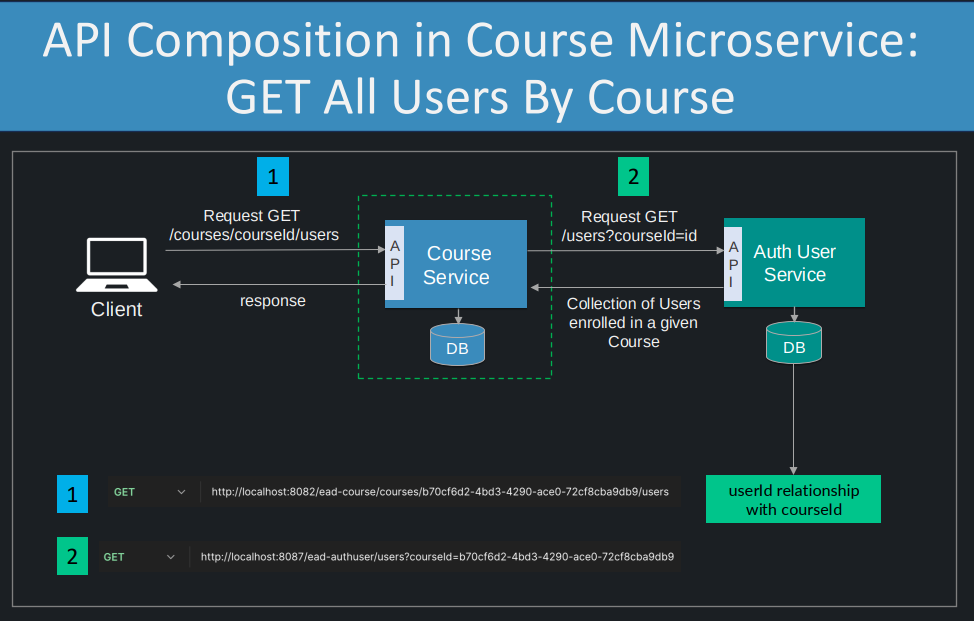 API Composition in Course Microservice:
GET All Users By Course
1
2
Request GET
/courses/courseId/users
Request GET
/users?courseId=id
A
P
I
Course
Service
A
P
I
Auth User
Service
Client
response
Collection of Users
enrolled in a given
Course
DB
DB
1
GET
http://localhost:8082/ead-course/courses/b70cf6d2-4bd3-4290-ace0-72cf8cba9db9/users
userId relationship
with courseId
2
GET
http://localhost:8087/ead-authuser/users?courseId=b70cf6d2-4bd3-4290-ace0-72cf8cba9db9